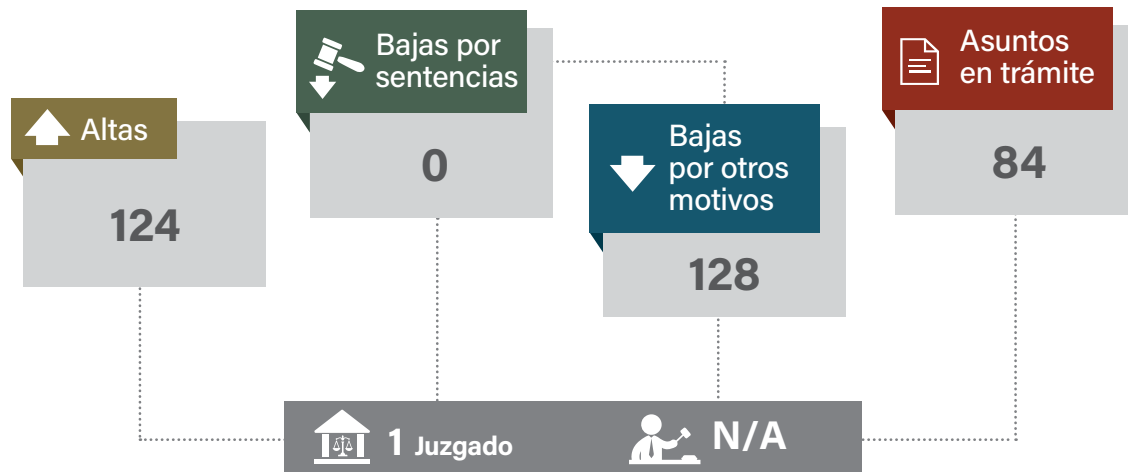 Altas
124
Bajas por
sentencias
0
Bajas
por otros
motivos
128
Asuntos
en trámite
84
1 Juzgado
N/A